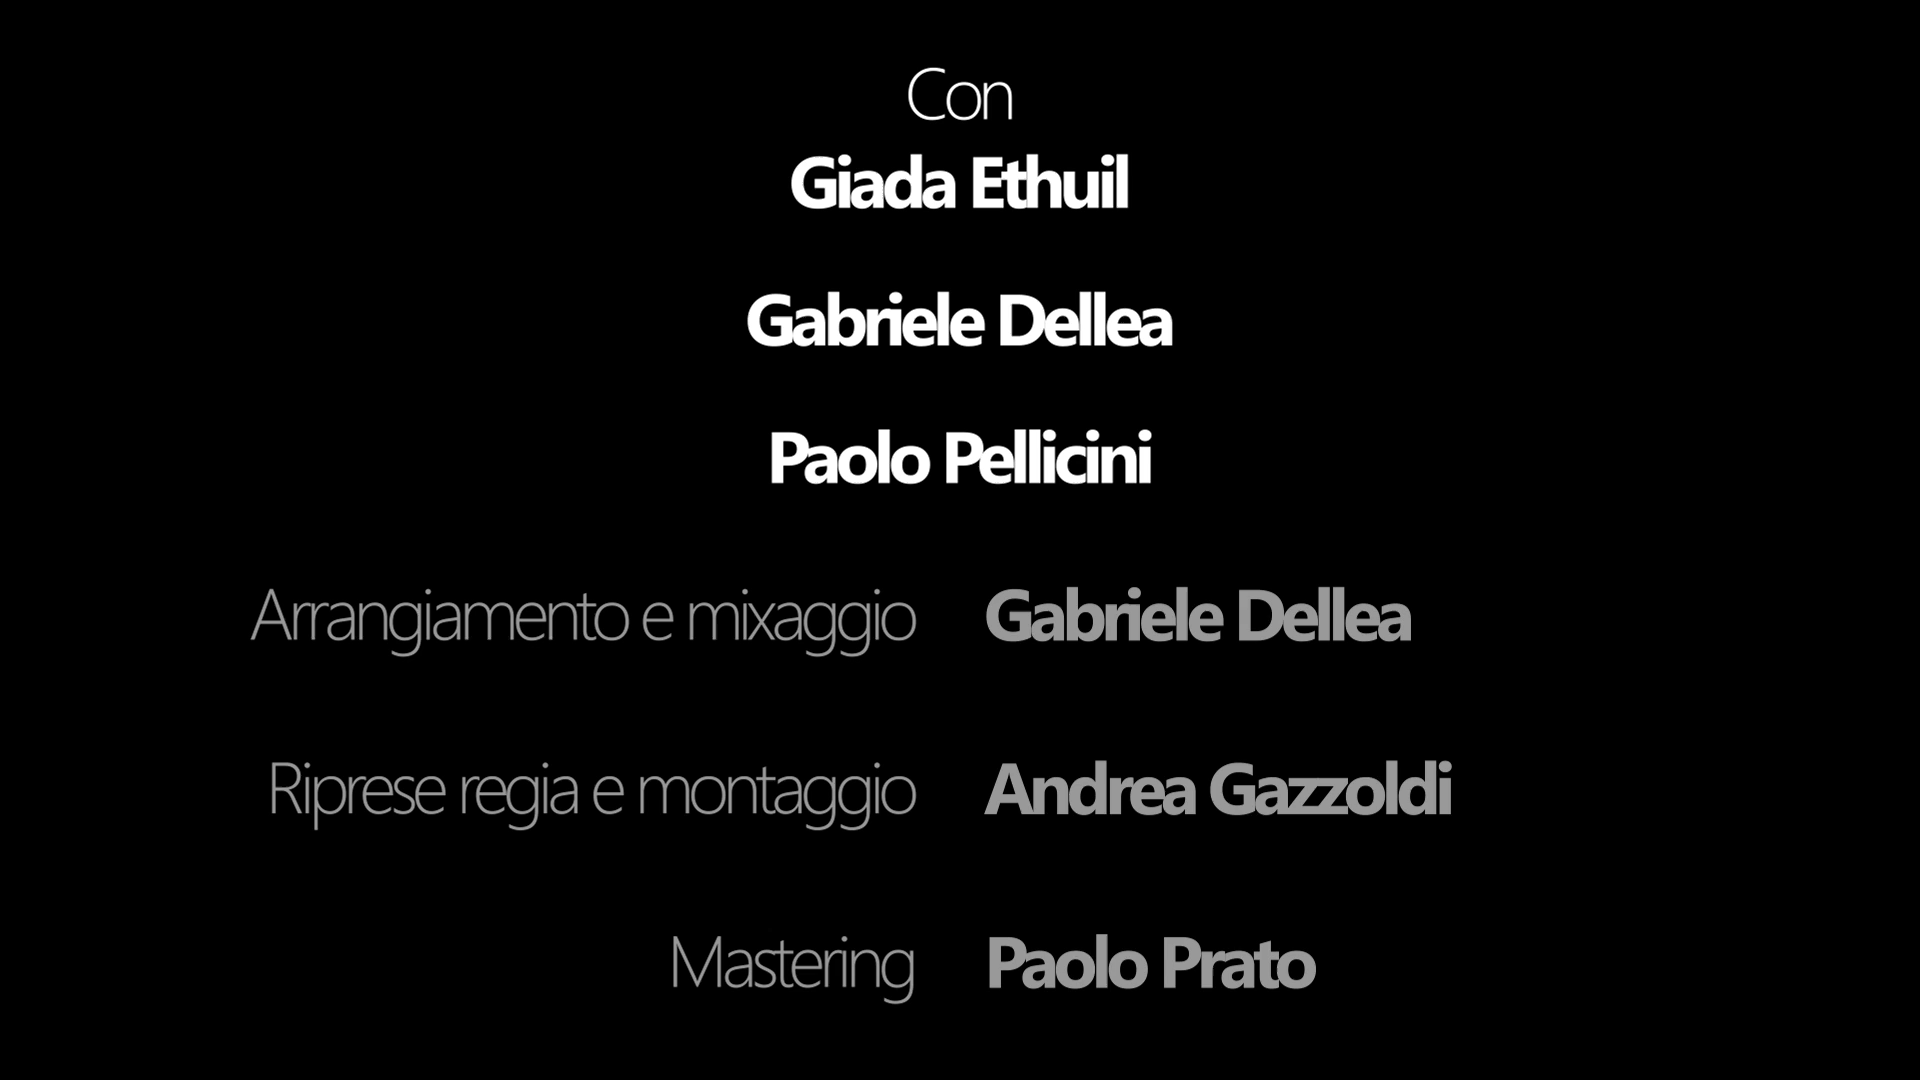 Con
Giada Ethuil
Gabriele Dellea
Paolo Pellicini
Arrangiamento e mixaggio Gabriele Dellea
Riprese regia e montaggio Andrea Gazzoldi
Mastering Paolo Prato